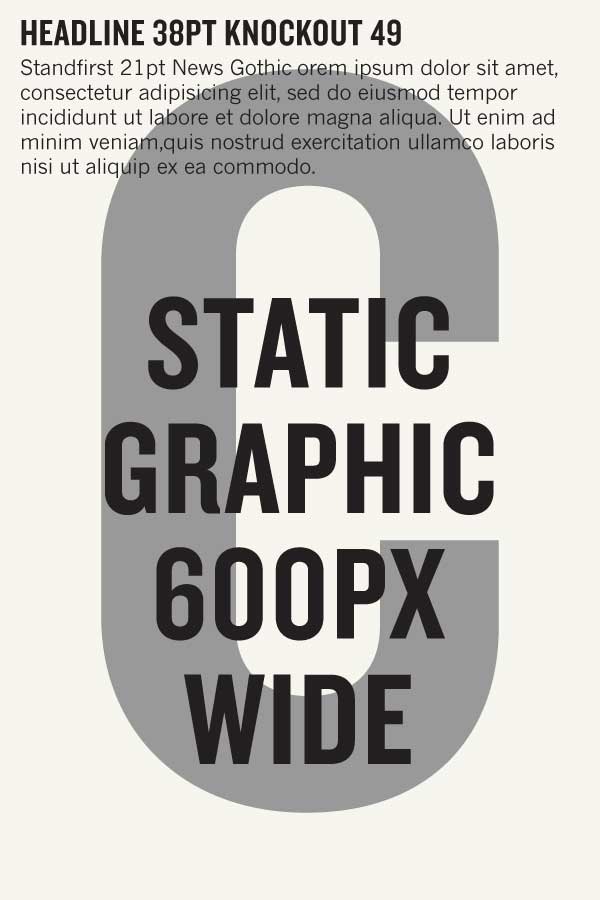 HEADLINE 38PT KNOCKOUT 49
Standfirst 21pt News Gothic orem ipsum dolor sit amet,
consectetur adipisicing elit, sed do eiusmod tempor
incididunt ut labore et dolore magna aliqua. Ut enim ad
minim veniam,quis nostrud exercitation ullamco laboris
nisi ut aliquip ex ea commodo.
C
STATIC
GRAPHIC
600PX
WIDE